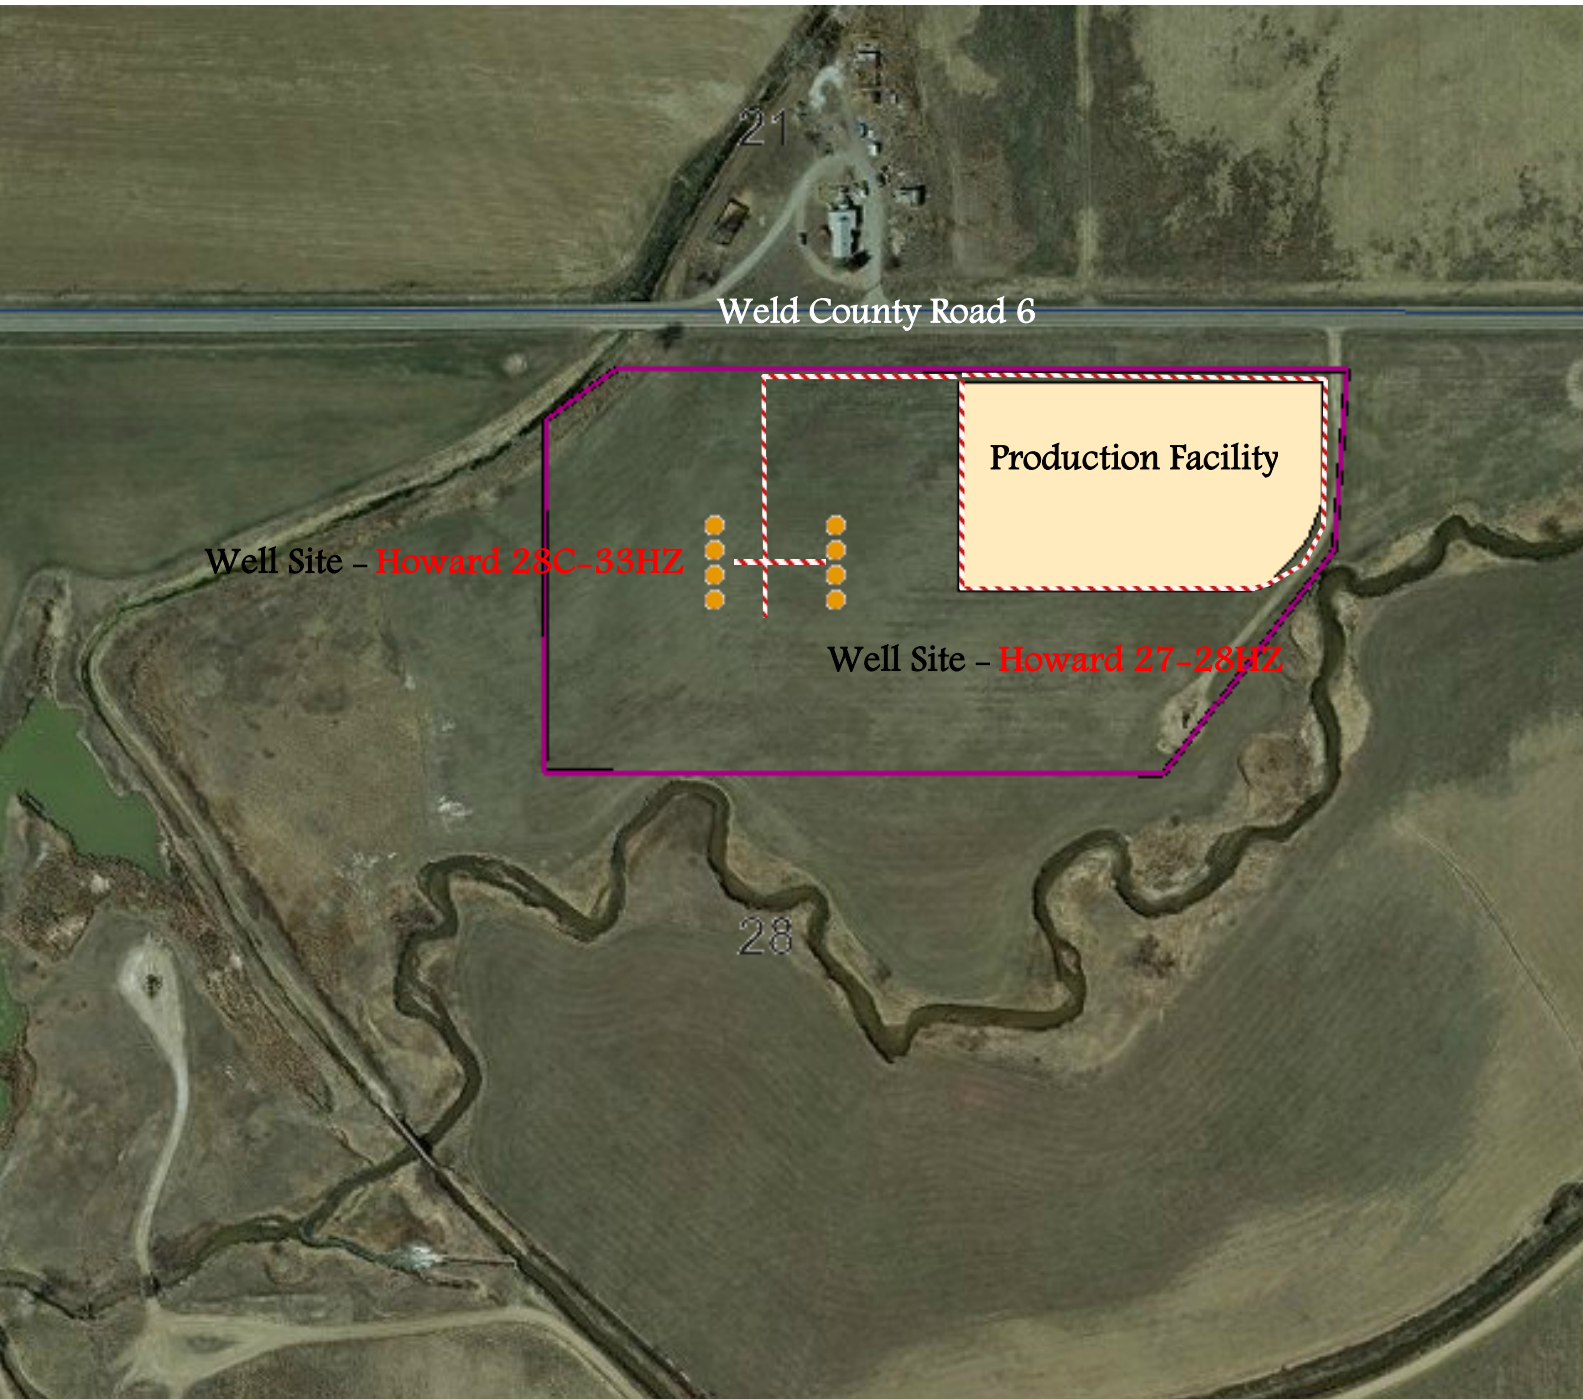 21
Weld County Road 6
Production Facility
Well Site – Howard 28C-33HZ
Well Site – Howard 27-28HZ
28